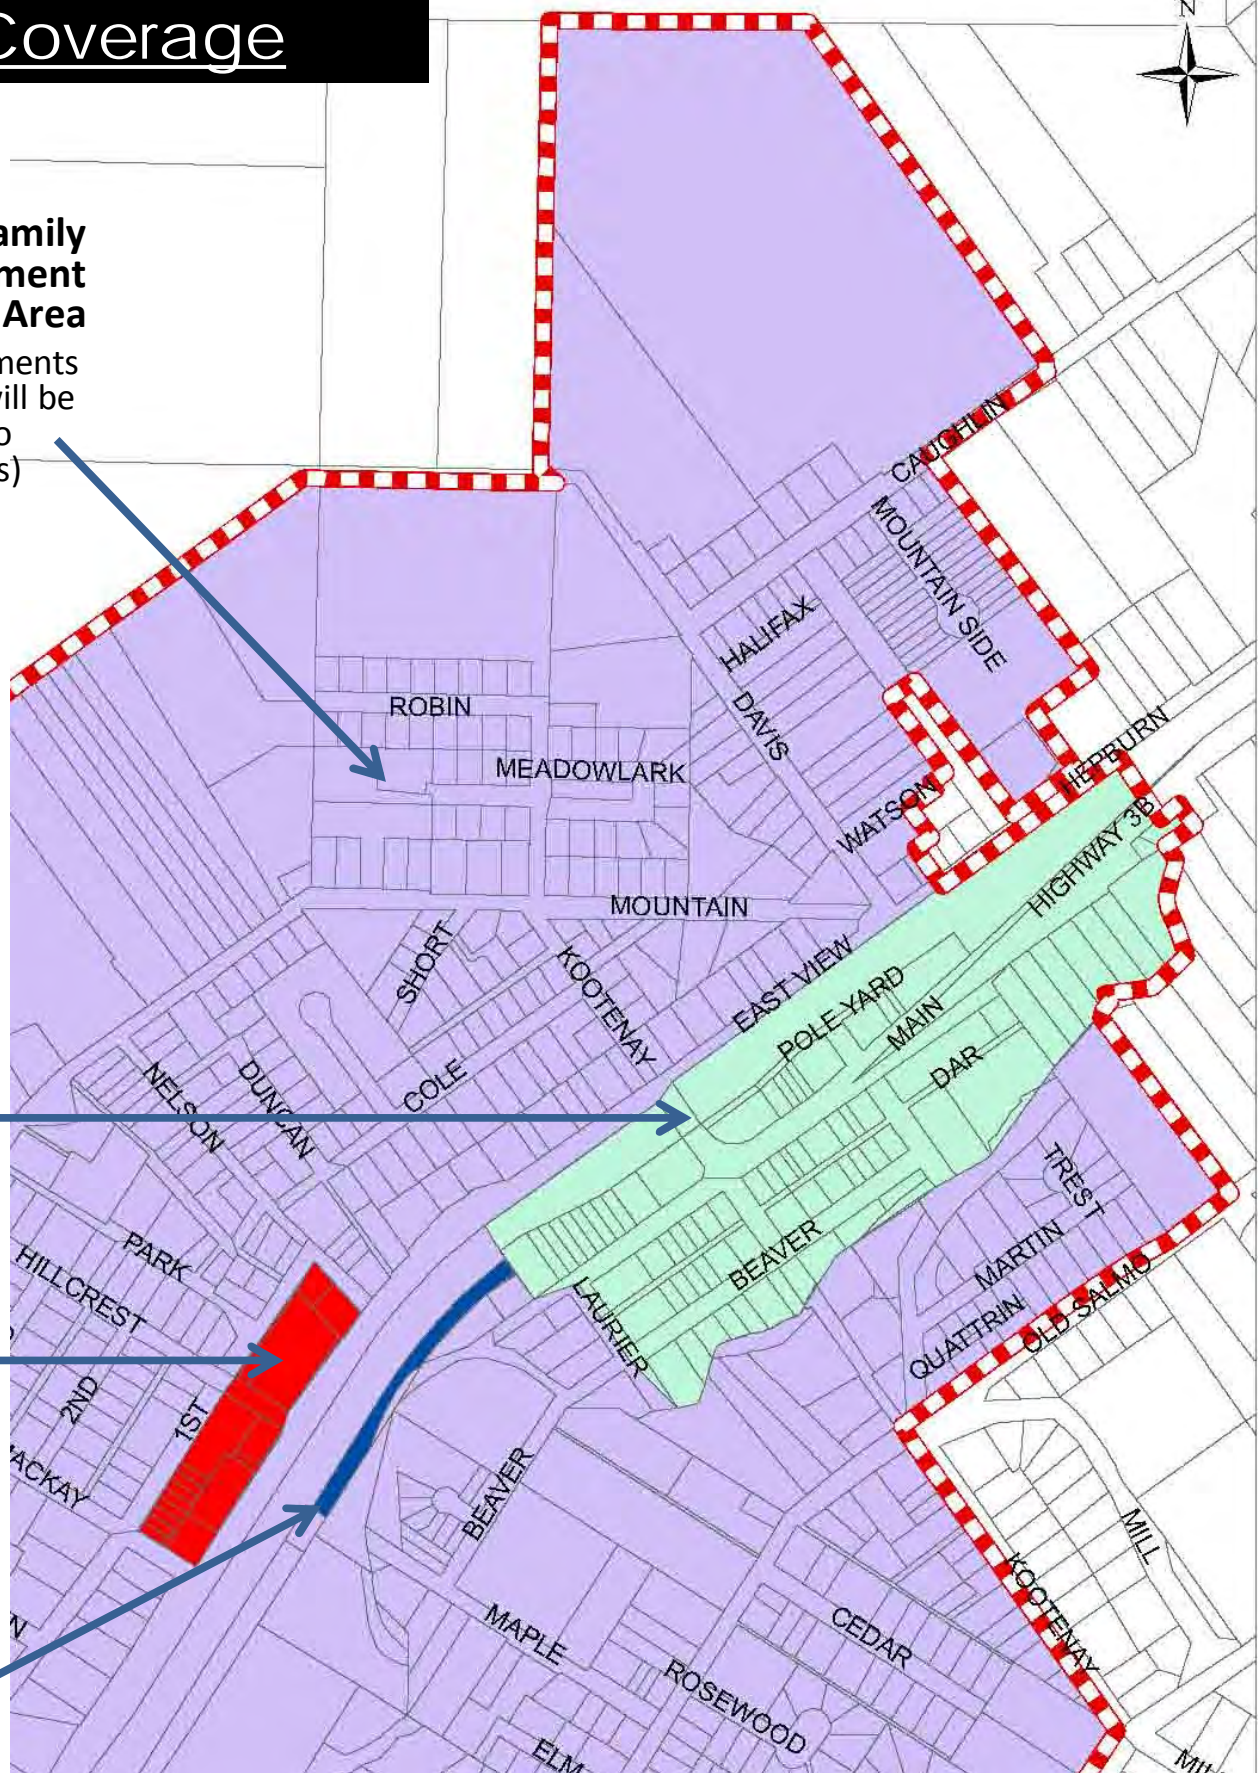 Coverage
N
amily
ment
Area
ments
vill be
o
s)
CAUGHLIN
MOUNTAIN SIDE
HALIFAX
ROBIN
DAVIS
HEPBURN
MEADOWLARK
WATSON
HIGHWAY 3B
MOUNTAIN
SHORT
KOOTENAY
EAST VIEW
POLE YARD
MAIN
DAR
NELSON
DUNCAN
COLE
TREST
PARK
HILLCREST
BEAVER
MARTIN
OLD SALMO
LAURIER
QUATTRIN
2ND
1ST
ACKAY
BEAVER
MILL
KOOTENAY
N
MAPLE
CEDAR
ROSEWOOD
ELM